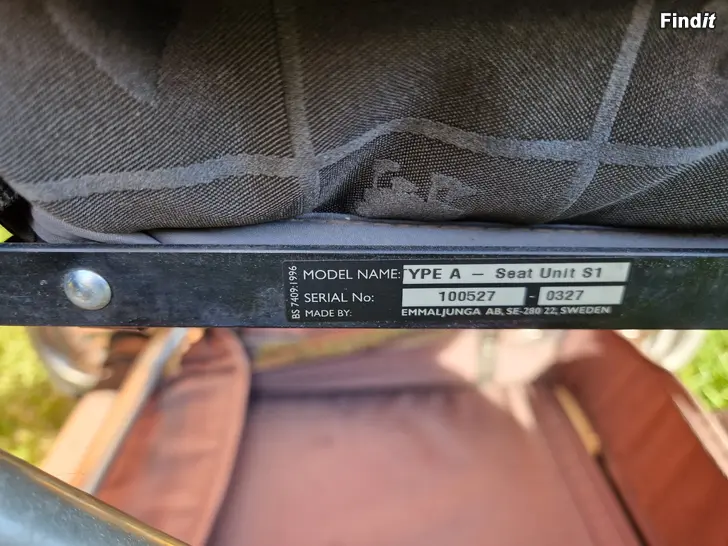 Findit
BS 7409:1996
MODEL NAME: YPE A – Seat Unit S1
SERIAL No: 100527 - 0327
MADE BY: EMMALJUNGA AB, SE-280 22, SWEDEN